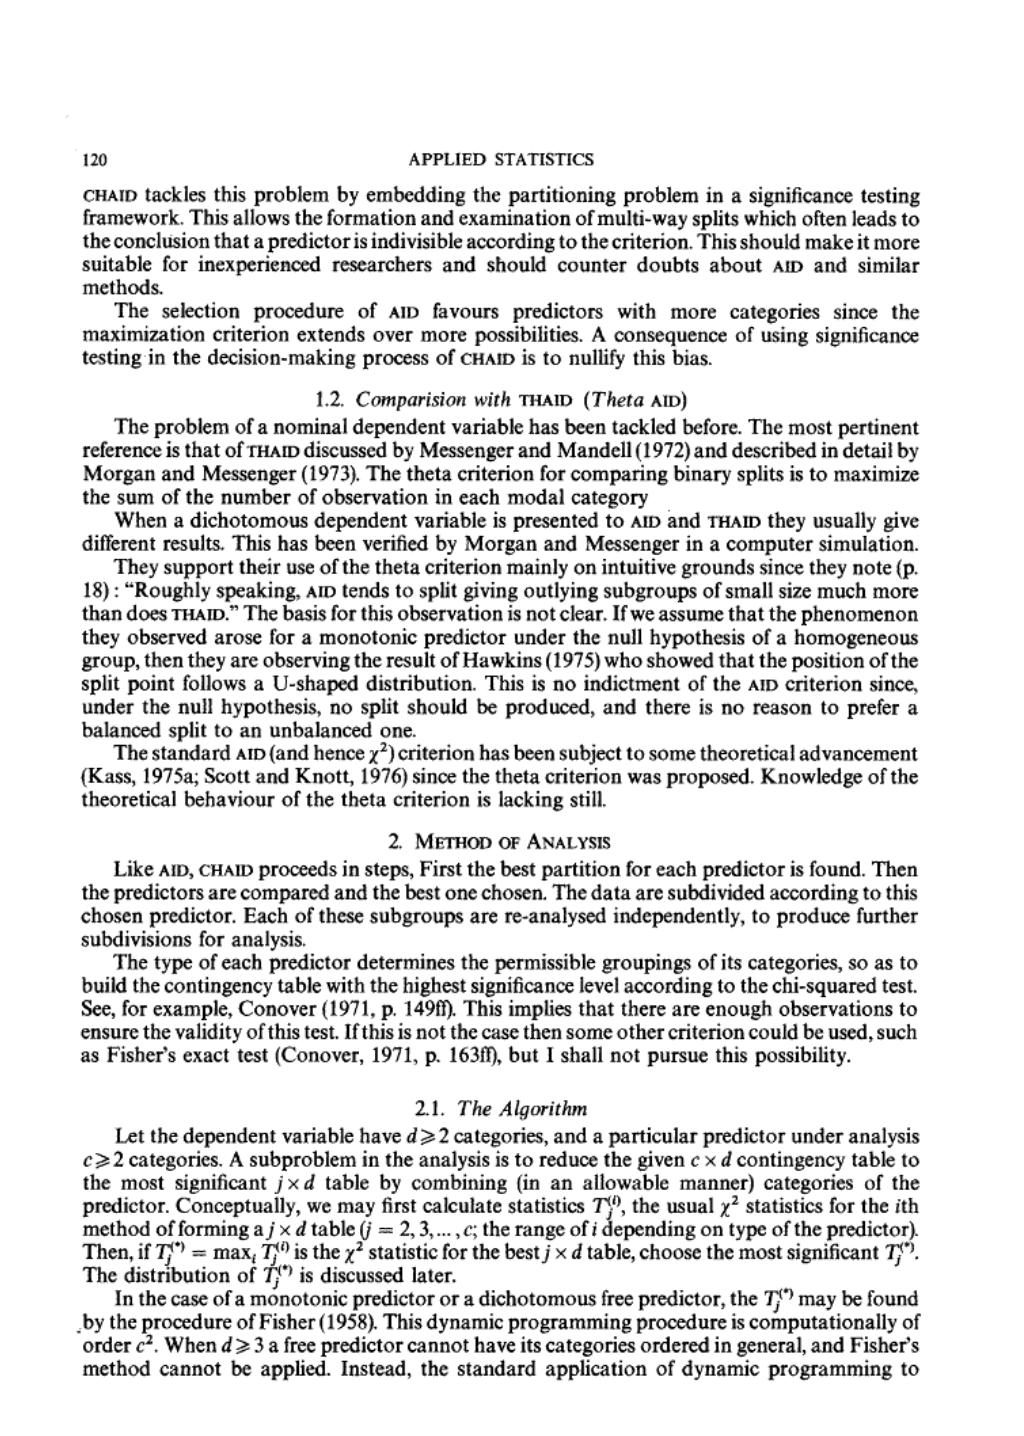 120 APPLIED STATISTICS
CHAID tackles this problem by embedding the partitioning problem in a significance testing
framework. This allows the formation and examination of multi-way splits which often leads to
the conclusion that a predictor is indivisible according to the criterion. This should make it more
suitable for inexperienced researchers and should counter doubts about AID and similar
methods.
The selection procedure of AID favours predictors with more categories since the
maximization criterion extends over more possibilities. A consequence of using significance
testing in the decision-making process of CHAID is to nullify this bias.
1.2. Comparision with THAID (Theta AID)
The problem of a nominal dependent variable has been tackled before. The most pertinent
reference is that of THAID discussed by Messenger and Mandell (1972) and described in detail by
Morgan and Messenger (1973). The theta criterion for comparing binary splits is to maximize
the sum of the number of observation in each modal category
When a dichotomous dependent variable is presented to AID and THAID they usually give
different results. This has been verified by Morgan and Messenger in a computer simulation.
They support their use of the theta criterion mainly on intuitive grounds since they note (p.
18) : “Roughly speaking, AID tends to split giving outlying subgroups of small size much more
than does THAID.” The basis for this observation is not clear. If we assume that the phenomenon
they observed arose for a monotonic predictor under the null hypothesis of a homogeneous
group, then they are observing the result of Hawkins (1975) who showed that the position of the
split point follows a U-shaped distribution. This is no indictment of the AID criterion since,
under the null hypothesis, no split should be produced, and there is no reason to prefer a
balanced split to an unbalanced one.
The standard AID (and hence χ²) criterion has been subject to some theoretical advancement
(Kass, 1975a; Scott and Knott, 1976) since the theta criterion was proposed. Knowledge of the
theoretical behaviour of the theta criterion is lacking still.
2. METHOD OF ANALYSIS
Like AID, CHAID proceeds in steps, First the best partition for each predictor is found. Then
the predictors are compared and the best one chosen. The data are subdivided according to this
chosen predictor. Each of these subgroups are re-analysed independently, to produce further
subdivisions for analysis.
The type of each predictor determines the permissible groupings of its categories, so as to
build the contingency table with the highest significance level according to the chi-squared test.
See, for example, Conover (1971, p. 149ff). This implies that there are enough observations to
ensure the validity of this test. If this is not the case then some other criterion could be used, such
as Fisher's exact test (Conover, 1971, p. 163ff), but I shall not pursue this possibility.
2.1. The Algorithm
Let the dependent variable have d ⩾ 2 categories, and a particular predictor under analysis
c ⩾ 2 categories. A subproblem in the analysis is to reduce the given c × d contingency table to
the most significant j × d table by combining (in an allowable manner) categories of the
predictor. Conceptually, we may first calculate statistics T_j^(i), the usual χ² statistics for the ith
method of forming a j × d table (j = 2, 3, ... , c; the range of i depending on type of the predictor).
Then, if T_j^(*) = max_i T_j^(i) is the χ² statistic for the best j × d table, choose the most significant T_j^(*).
The distribution of T_j^(*) is discussed later.
In the case of a monotonic predictor or a dichotomous free predictor, the T_j^(*) may be found
by the procedure of Fisher (1958). This dynamic programming procedure is computationally of
order c². When d ⩾ 3 a free predictor cannot have its categories ordered in general, and Fisher's
method cannot be applied. Instead, the standard application of dynamic programming to